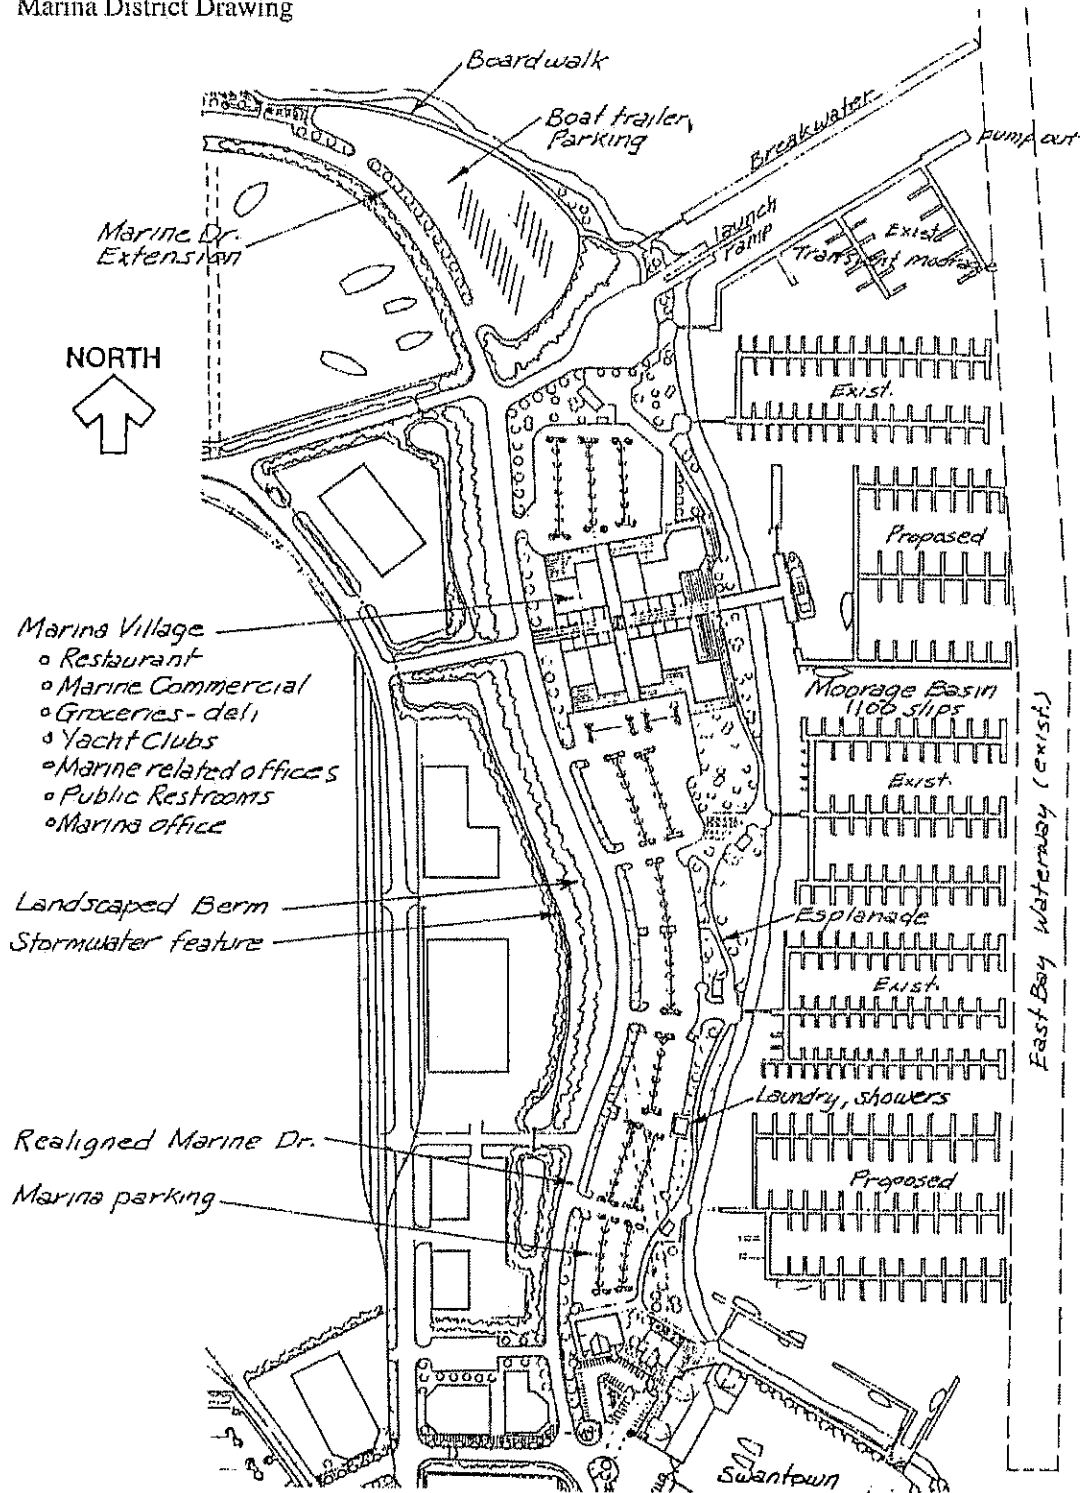 Marina District Drawing
Boardwalk
Boat trailer
Parking
Breakwater
pump out
Marine Dr.
Extension
launch
ramp
Exist.
Transient moorage
NORTH
Exist.
Proposed
Marina Village
o Restaurant
o Marine Commercial
o Groceries-deli
o Yacht Clubs
o Marine related offices
o Public Restrooms
o Marina office
Moorage Basin
1100 slips
Exist.
East Bay Waterway (exist.)
Landscaped Berm
Stormwater feature
Esplanade
Exist.
Laundry, showers
Realigned Marine Dr.
Marina parking
Proposed
Swantown